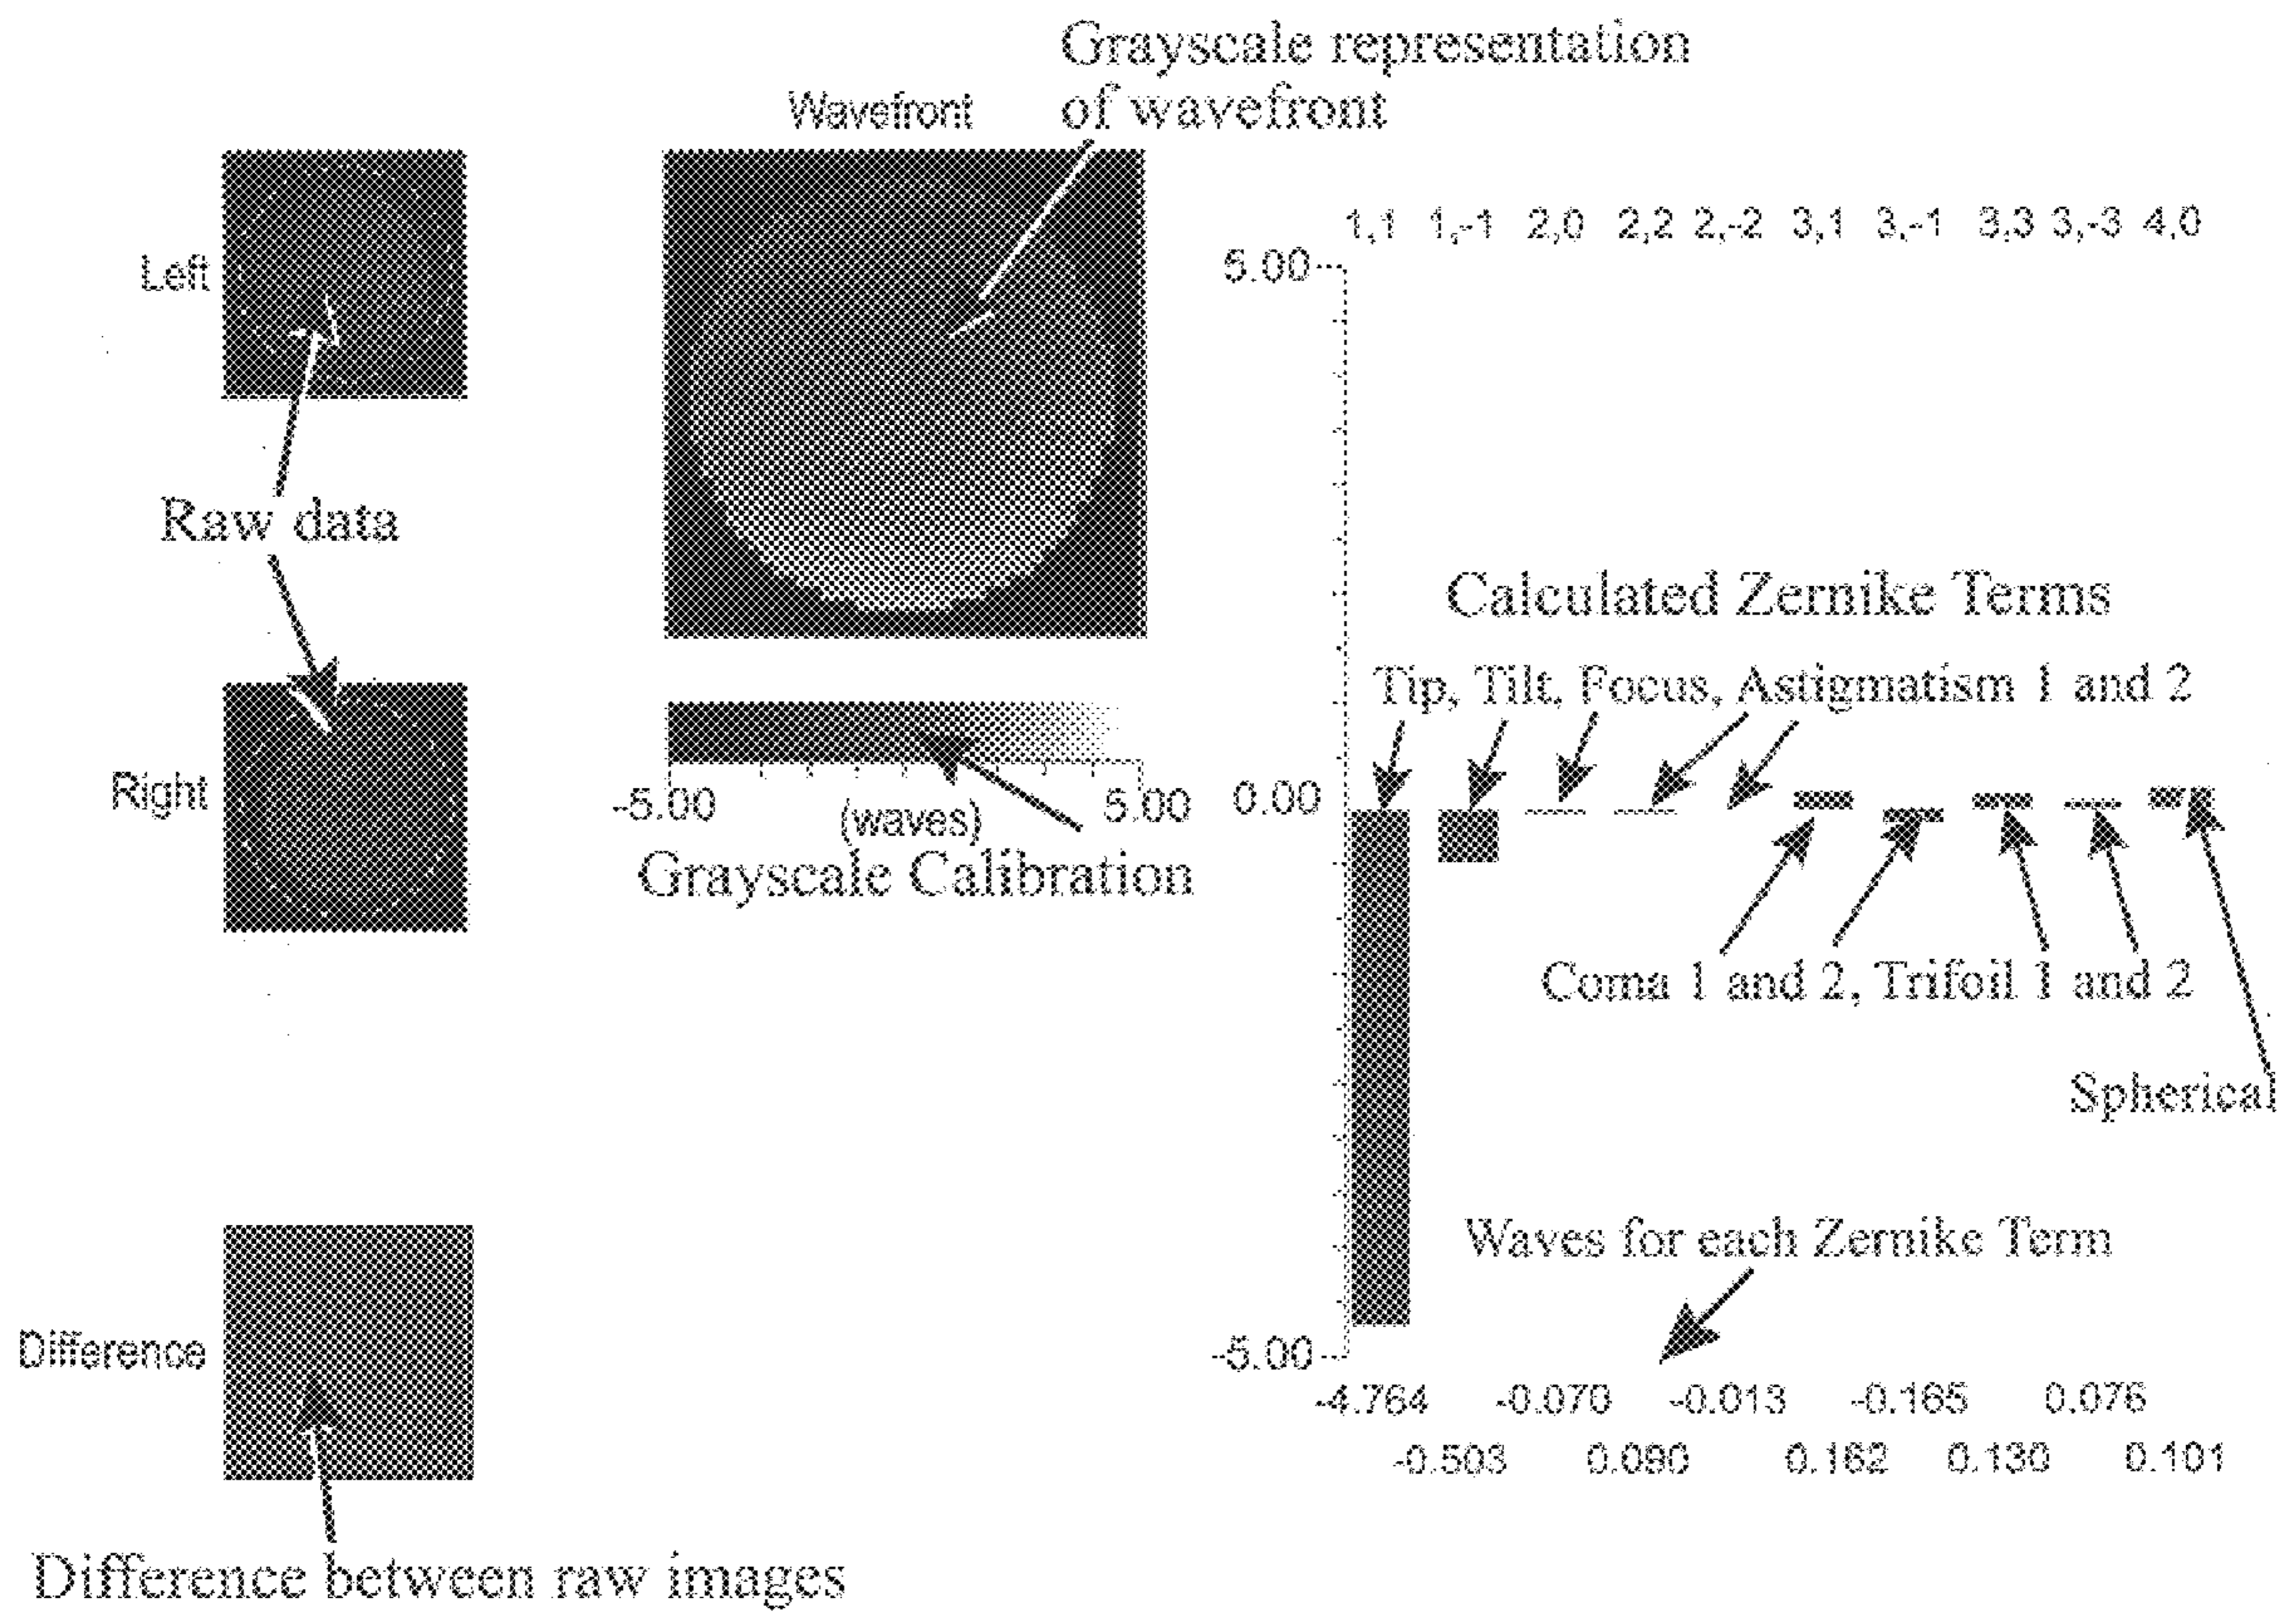 Grayscale representation
of wavefront
Wavefront
Left
Raw data
Right
-5.00
5.00
(waves)
Grayscale Calibration
Difference
Difference between raw images
1,1 1,-1 2,0 2,2 2,-2 3,1 3,-1 3,3 3,-3 4,0
5.00
0.00
-5.00
Calculated Zernike Terms
Tip, Tilt, Focus, Astigmatism 1 and 2
Coma 1 and 2, Trifoil 1 and 2
Spherical
Waves for each Zernike Term
-4.764 -0.070 -0.013 -0.165 0.076
-0.503 0.090 0.162 0.130 0.101